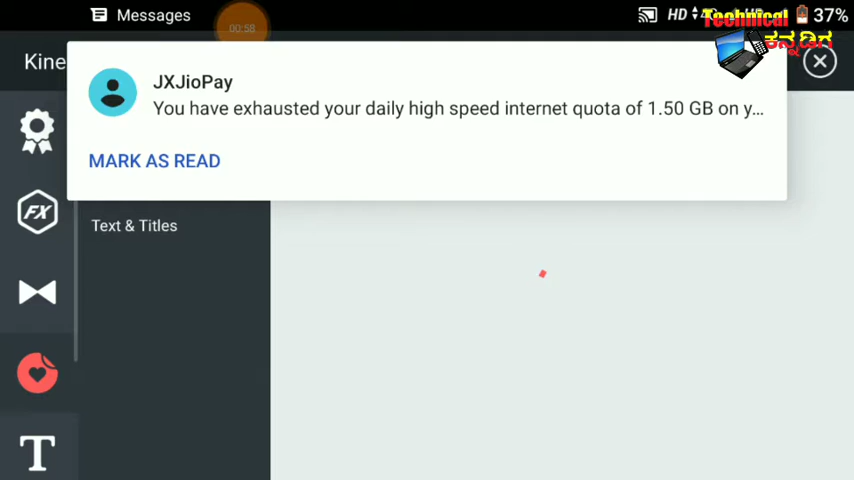 Messages
00:58
HD
37%
Technical
ಕನ್ನಡಿಗ
Kine
JXJioPay
You have exhausted your daily high speed internet quota of 1.50 GB on y...
MARK AS READ
FX
Text & Titles
T